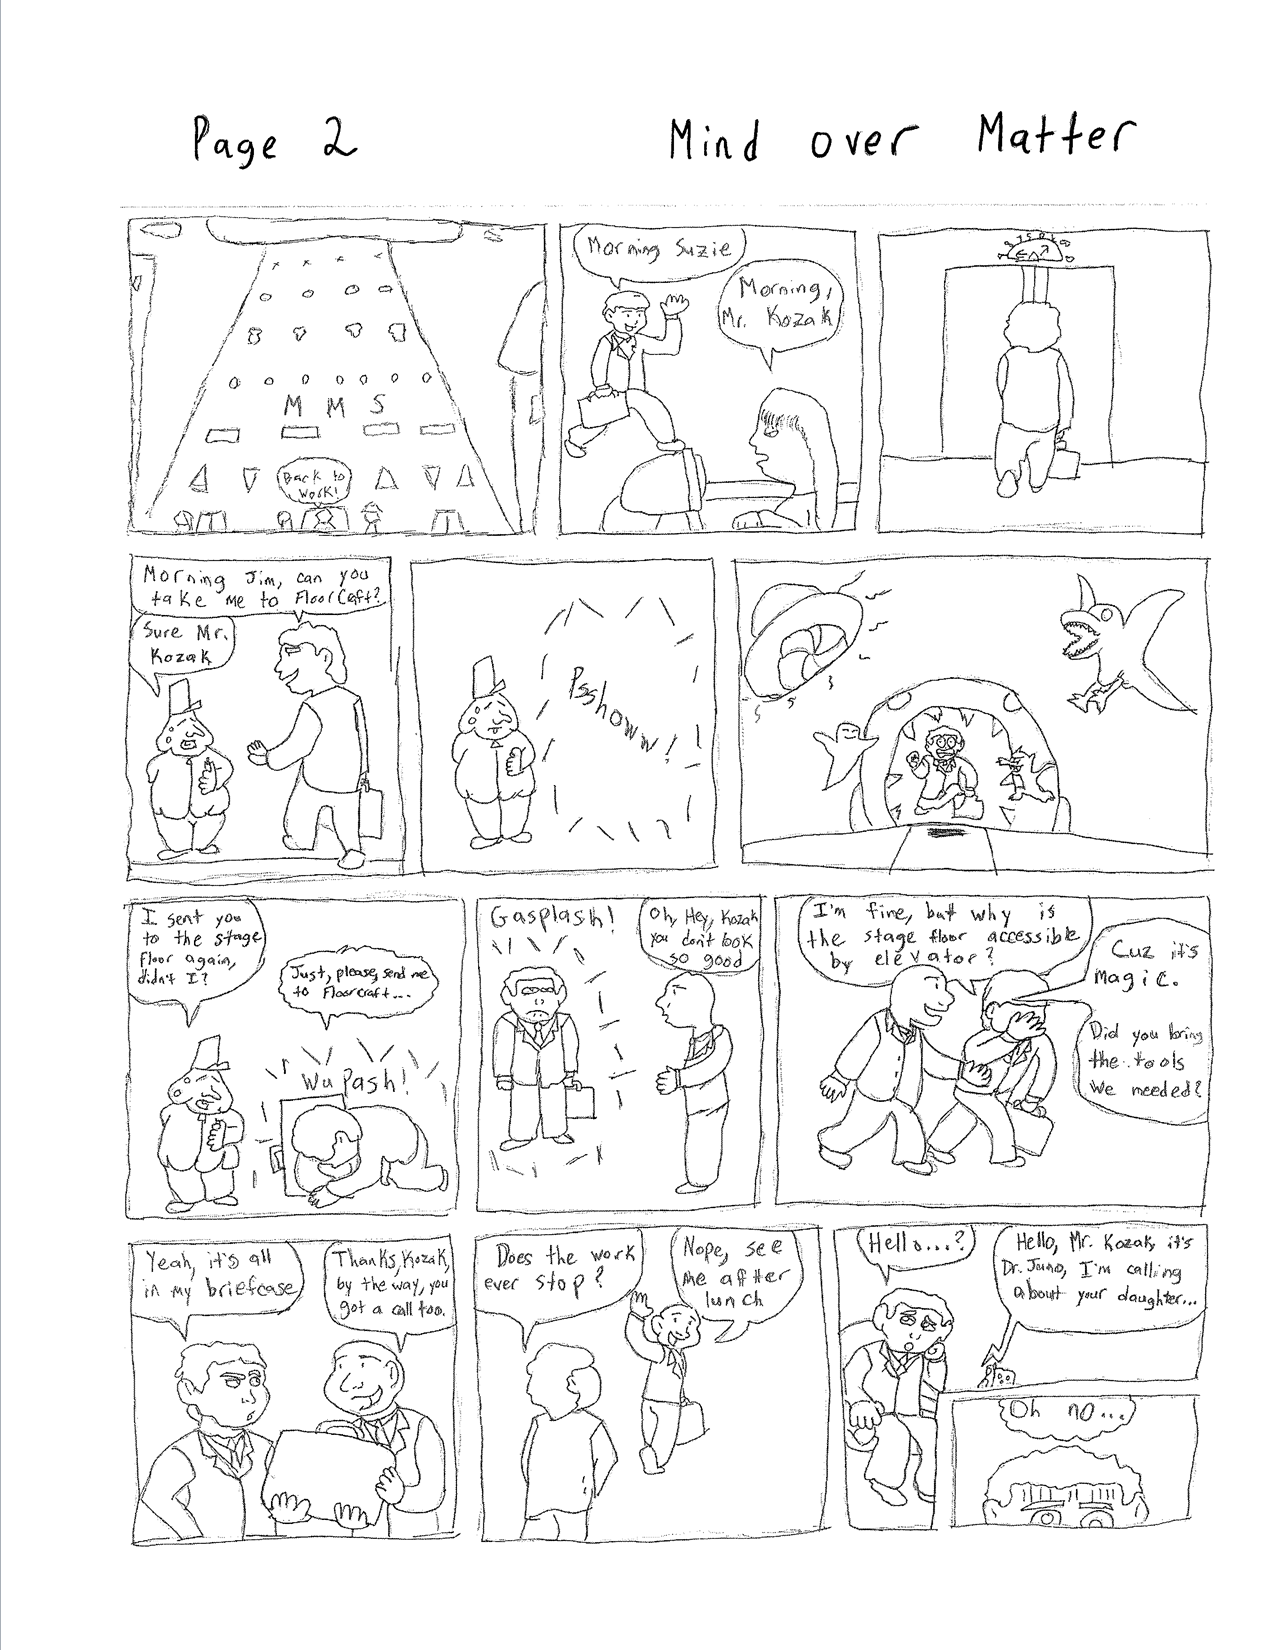 Page 2
Mind over Matter
M M S
Back to
Work!
Morning Suzie
Morning,
Mr. Kozak
Morning Jim, can you
take me to FloorCraft?
Sure Mr.
Kozak
Psshoww!
I sent you
to the stage
floor again,
didn't I?
Just, please, send me
to Floorcraft...
Wupash!
Gasplash!
Oh, Hey, Kozak
you don't look
so good
I'm fine, but why is
the stage floor accessible
by elevator?
Cuz it's
magic.
Did you bring
the tools
we needed?
Yeah, it's all
in my briefcase
Thanks, Kozak,
by the way, you
got a call too.
Does the work
ever stop?
Nope, see
me after
lunch
Hello...?
Hello, Mr. Kozak, it's
Dr. Juno, I'm calling
about your daughter...
Oh no...